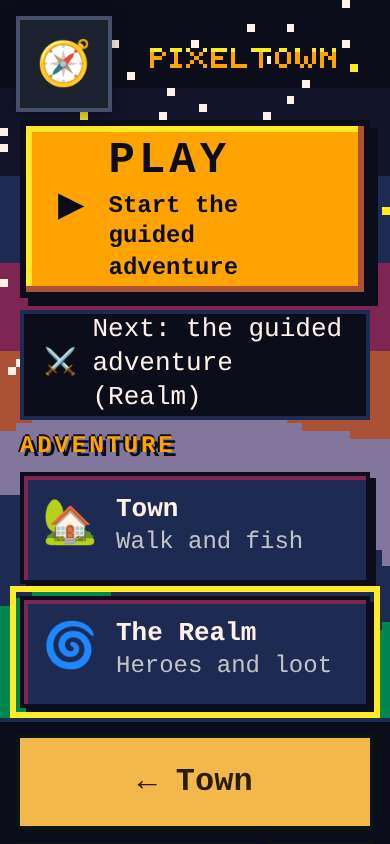 PIXELTOWN
PLAY
Start the
guided
adventure
Next: the guided
adventure
(Realm)
ADVENTURE
Town
Walk and fish
The Realm
Heroes and loot
← Town